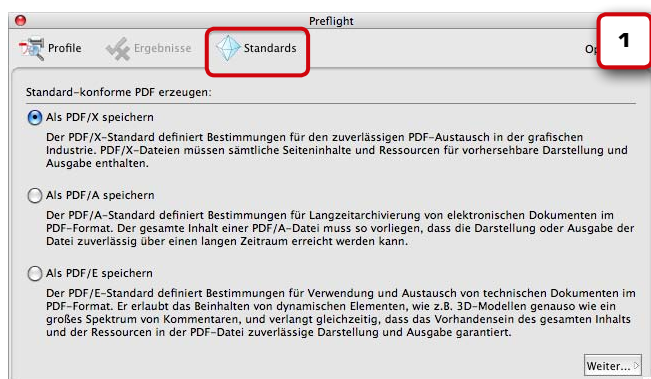 Preflight
Profile
Ergebnisse
Standards
1
Standard-konforme PDF erzeugen:
Als PDF/X speichern
Der PDF/X-Standard definiert Bestimmungen für den zuverlässigen PDF-Austausch in der grafischen
Industrie. PDF/X-Dateien müssen sämtliche Seiteninhalte und Ressourcen für vorhersehbare Darstellung und
Ausgabe enthalten.
Als PDF/A speichern
Der PDF/A-Standard definiert Bestimmungen für Langzeitarchivierung von elektronischen Dokumenten im
PDF-Format. Der gesamte Inhalt einer PDF/A-Datei muss so vorliegen, dass die Darstellung oder Ausgabe der
Datei zuverlässig über einen langen Zeitraum erreicht werden kann.
Als PDF/E speichern
Der PDF/E-Standard definiert Bestimmungen für Verwendung und Austausch von technischen Dokumenten im
PDF-Format. Er erlaubt das Beinhalten von dynamischen Elementen, wie z.B. 3D-Modellen genauso wie ein
großes Spektrum von Kommentaren, und verlangt gleichzeitig, dass das Vorhandensein des gesamten Inhalts
und der Ressourcen in der PDF-Datei zuverlässige Darstellung und Ausgabe garantiert.
Weiter...